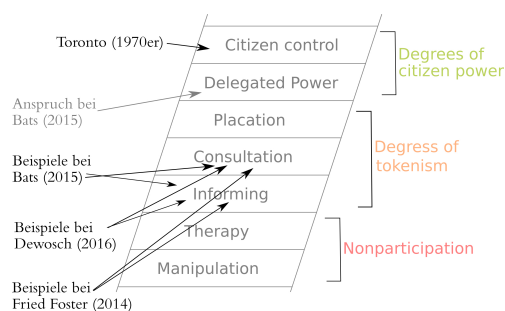 Toronto (1970er)
Citizen control
Degrees of
citizen power
Delegated Power
Anspruch bei
Bats (2015)
Placation
Degress of
tokenism
Consultation
Beispiele bei
Bats (2015)
Informing
Beispiele bei
Dewosch (2016)
Therapy
Nonparticipation
Manipulation
Beispiele bei
Fried Foster (2014)